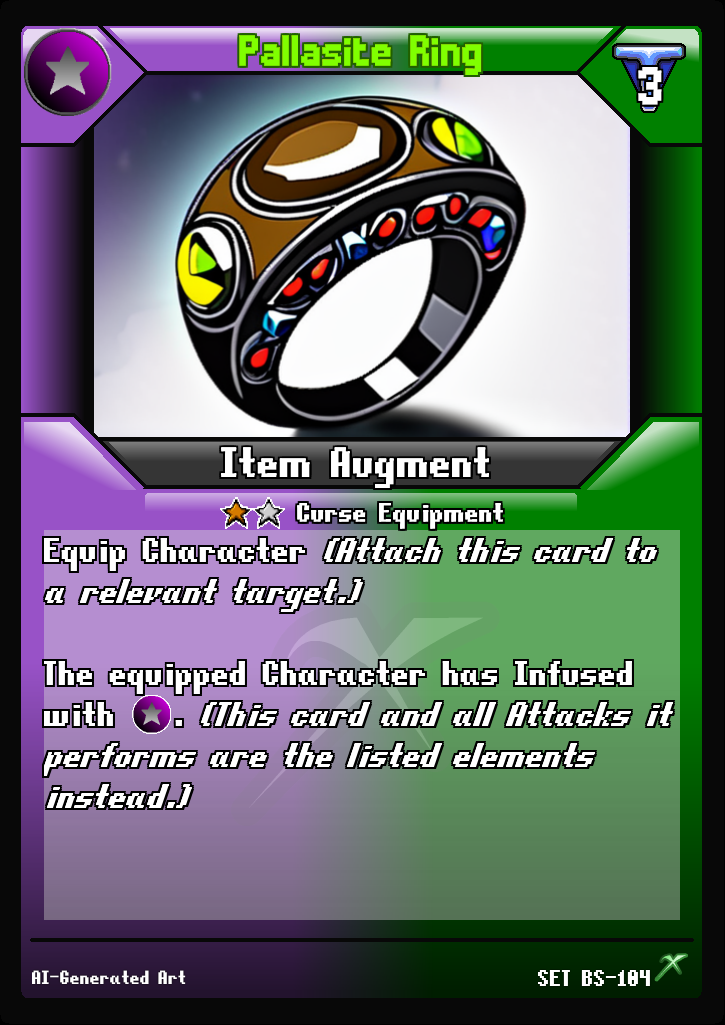 Pallasite Ring
3
Item Augment
Curse Equipment
Equip Character (Attach this card to
a relevant target.)
The equipped Character has Infused
with . (This card and all Attacks it
performs are the listed elements
instead.)
AI-Generated Art
SET BS-104